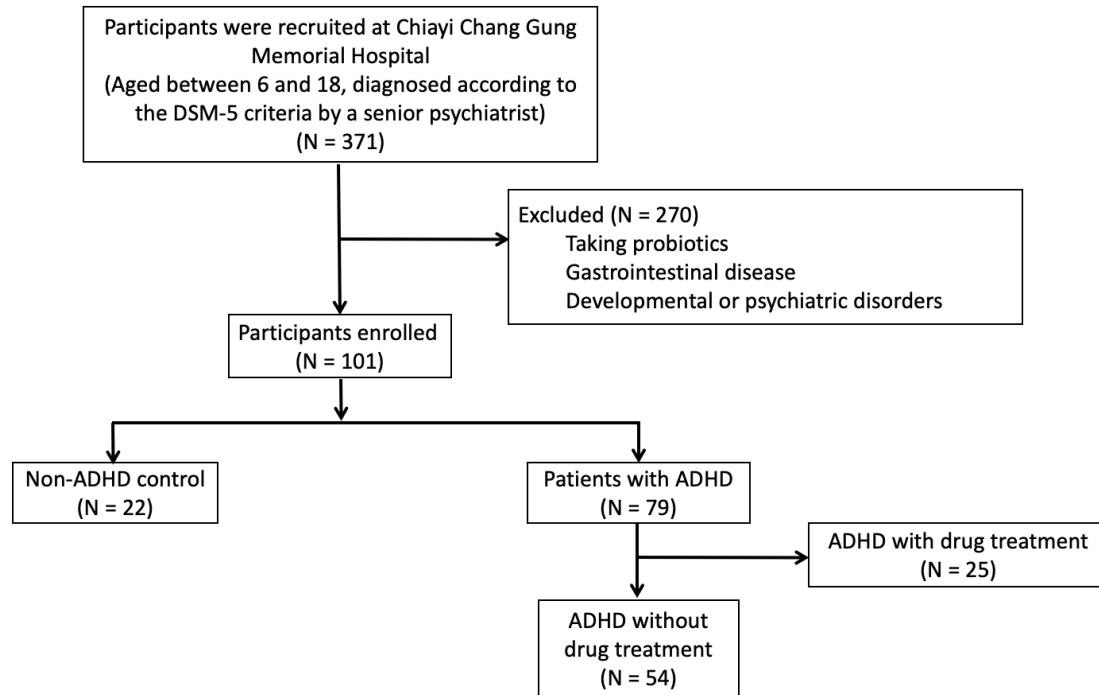 Participants were recruited at Chiayi Chang Gung
Memorial Hospital
(Aged between 6 and 18, diagnosed according to
the DSM-5 criteria by a senior psychiatrist)
(N = 371)
Excluded (N = 270)
Taking probiotics
Gastrointestinal disease
Developmental or psychiatric disorders
Participants enrolled
(N = 101)
Non-ADHD control
(N = 22)
Patients with ADHD
(N = 79)
ADHD with drug treatment
(N = 25)
ADHD without
drug treatment
(N = 54)